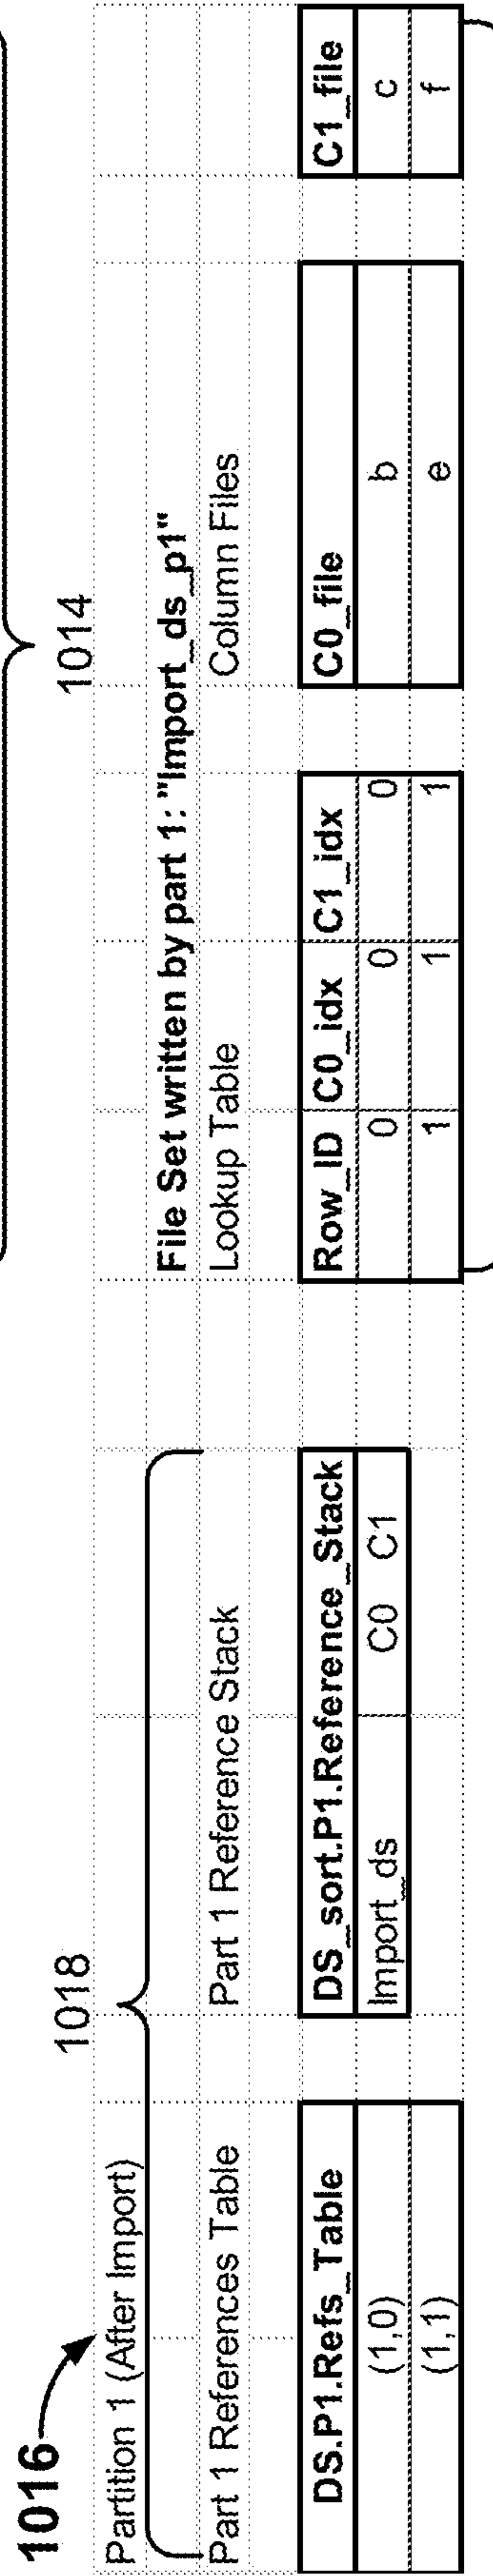 1014
1016
1018
Partition 1 (After Import)
File Set written by part 1: "Import_ds_p1"
Part 1 References Table Part 1 Reference Stack Lookup Table Column Files
DS.P1.Refs_Table DS_sort.P1.Reference_Stack Row_ID C0_idx C1_idx C0_file C1_file
(1,0) Import_ds C0 C1 0 0 0 b c
(1,1) 1 1 1 e f